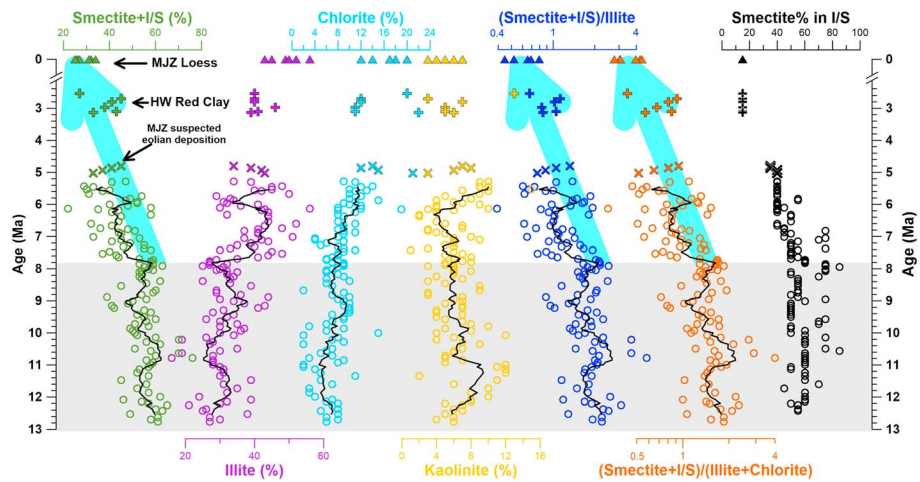 Smectite+I/S (%)
Chlorite (%)
(Smectite+I/S)/Illite
Smectite% in I/S
20 40 60 80
0 4 8 12 16 20 24
0.4 1 4
0 20 40 60 80 100
0 0
MJZ Loess
HW Red Clay
MJZ suspected
eolian deposition
3 3
4 4
5 5
6 6
7 7
8 8
9 9
10 10
11 11
12 12
13 13
Age (Ma)
Age (Ma)
20 40 60
0 4 8 12 16
0.5 1 2 4
Illite (%)
Kaolinite (%)
(Smectite+I/S)/(Illite+Chlorite)